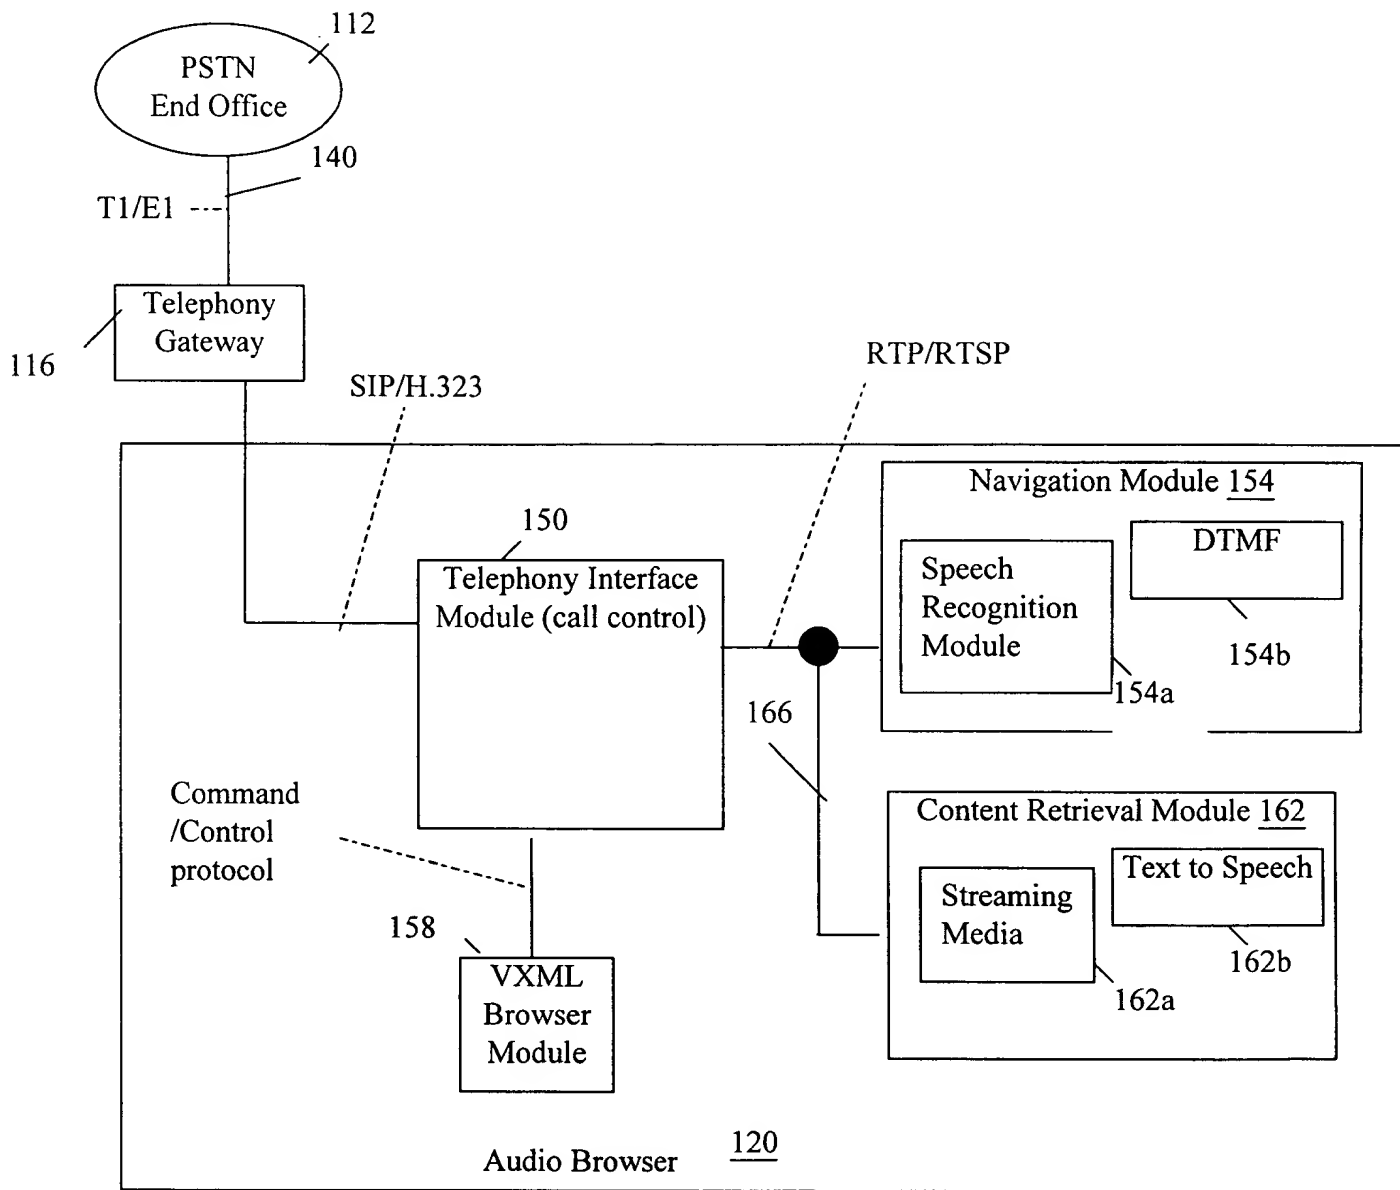 112
PSTN
End Office
140
T1/E1
Telephony
Gateway
116
SIP/H.323
RTP/RTSP
Navigation Module 154
150
DTMF
Telephony Interface
Module (call control)
Speech
Recognition
Module
154b
154a
166
Command
/Control
protocol
Content Retrieval Module 162
Text to Speech
Streaming
Media
158
162b
162a
VXML
Browser
Module
Audio Browser 120